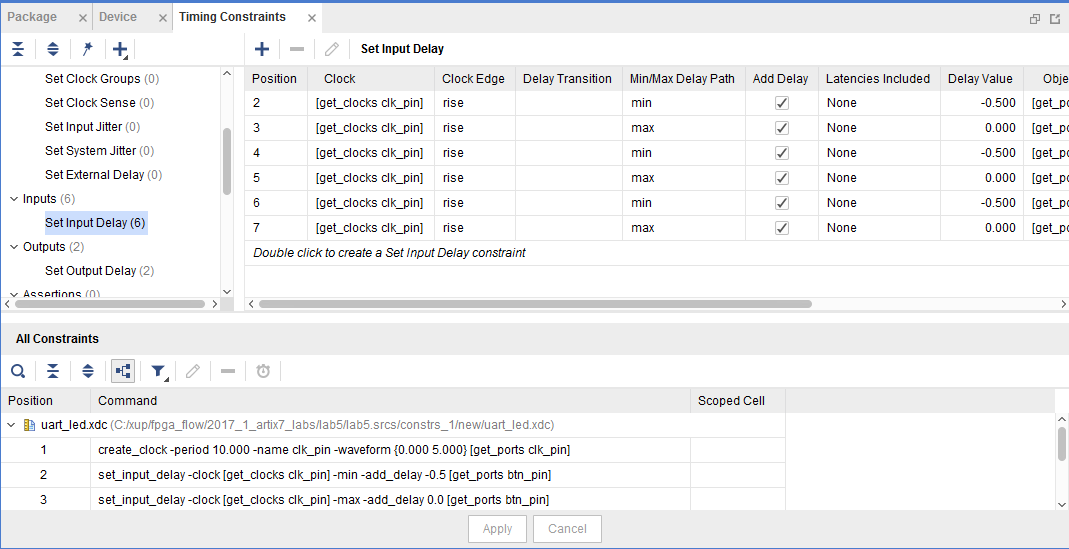 Package Device Timing Constraints
Set Input Delay
Set Clock Groups (0)
Set Clock Sense (0)
Set Input Jitter (0)
Set System Jitter (0)
Set External Delay (0)
Inputs (6)
Set Input Delay (6)
Outputs (2)
Set Output Delay (2)
Assertions (0)
Position Clock Clock Edge Delay Transition Min/Max Delay Path Add Delay Latencies Included Delay Value Obje
2 [get_clocks clk_pin] rise min None -0.500 [get_po
3 [get_clocks clk_pin] rise max None 0.000 [get_po
4 [get_clocks clk_pin] rise min None -0.500 [get_po
5 [get_clocks clk_pin] rise max None 0.000 [get_po
6 [get_clocks clk_pin] rise min None -0.500 [get_po
7 [get_clocks clk_pin] rise max None 0.000 [get_po
Double click to create a Set Input Delay constraint
All Constraints
Position Command Scoped Cell
uart_led.xdc (C:/xup/fpga_flow/2017_1_artix7_labs/lab5/lab5.srcs/constrs_1/new/uart_led.xdc)
1 create_clock -period 10.000 -name clk_pin -waveform {0.000 5.000} [get_ports clk_pin]
2 set_input_delay -clock [get_clocks clk_pin] -min -add_delay -0.5 [get_ports btn_pin]
3 set_input_delay -clock [get_clocks clk_pin] -max -add_delay 0.0 [get_ports btn_pin]
Apply Cancel